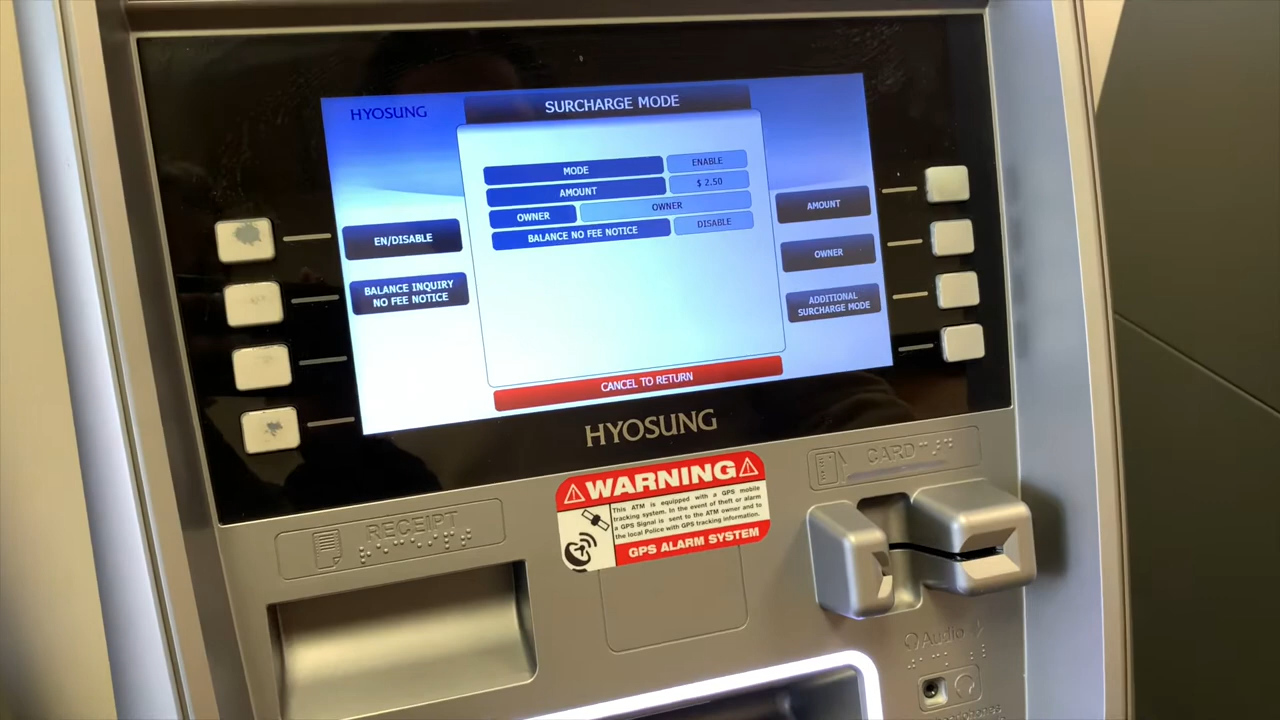 HYOSUNG
SURCHARGE MODE
MODE
ENABLE
AMOUNT
$ 2.50
OWNER
OWNER
BALANCE NO FEE NOTICE
DISABLE
EN/DISABLE
BALANCE INQUIRY
NO FEE NOTICE
AMOUNT
OWNER
ADDITIONAL
SURCHARGE MODE
CANCEL TO RETURN
HYOSUNG
WARNING
This ATM is equipped with a GPS mobile
tracking system. In the event of theft or alarm
a GPS Signal is sent to the ATM owner and to
the local Police with GPS tracking information.
GPS ALARM SYSTEM
RECEIPT
CARD
Audio